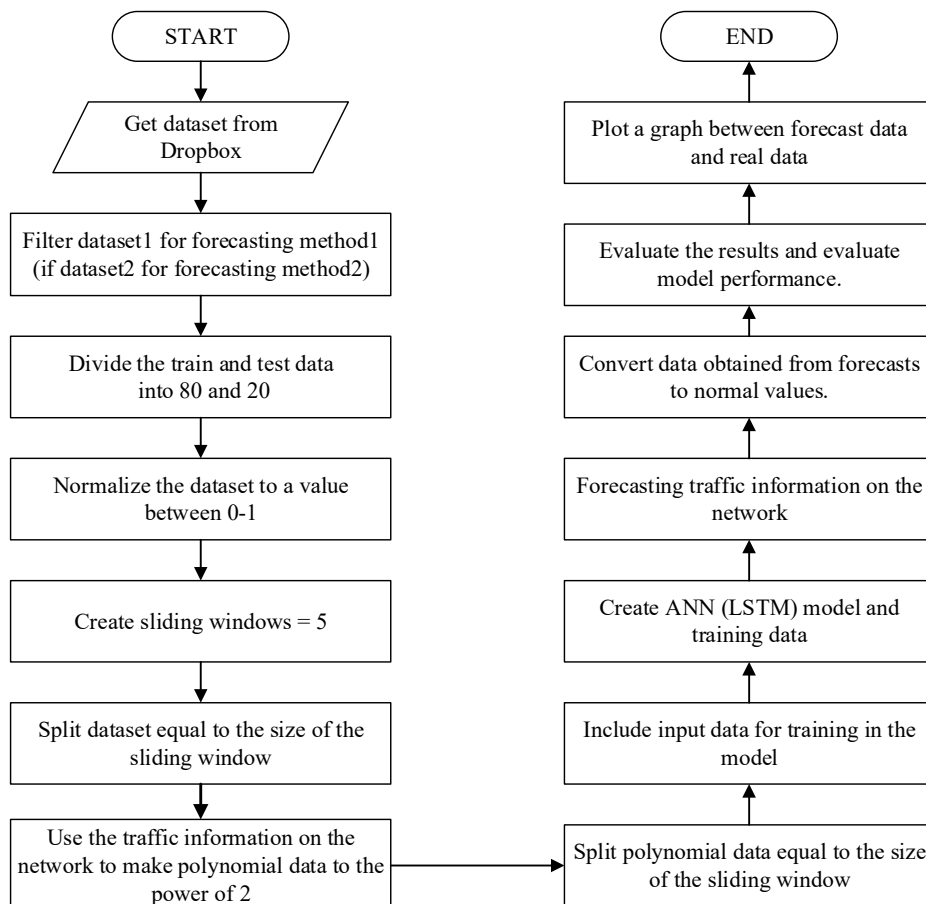 START
Get dataset from
Dropbox
Filter dataset1 for forecasting method1
(if dataset2 for forecasting method2)
Divide the train and test data
into 80 and 20
Normalize the dataset to a value
between 0-1
Create sliding windows = 5
Split dataset equal to the size of the
sliding window
Use the traffic information on the
network to make polynomial data to the
power of 2
Split polynomial data equal to the size
of the sliding window
Include input data for training in the
model
Create ANN (LSTM) model and
training data
Forecasting traffic information on the
network
Convert data obtained from forecasts
to normal values.
Evaluate the results and evaluate
model performance.
Plot a graph between forecast data
and real data
END